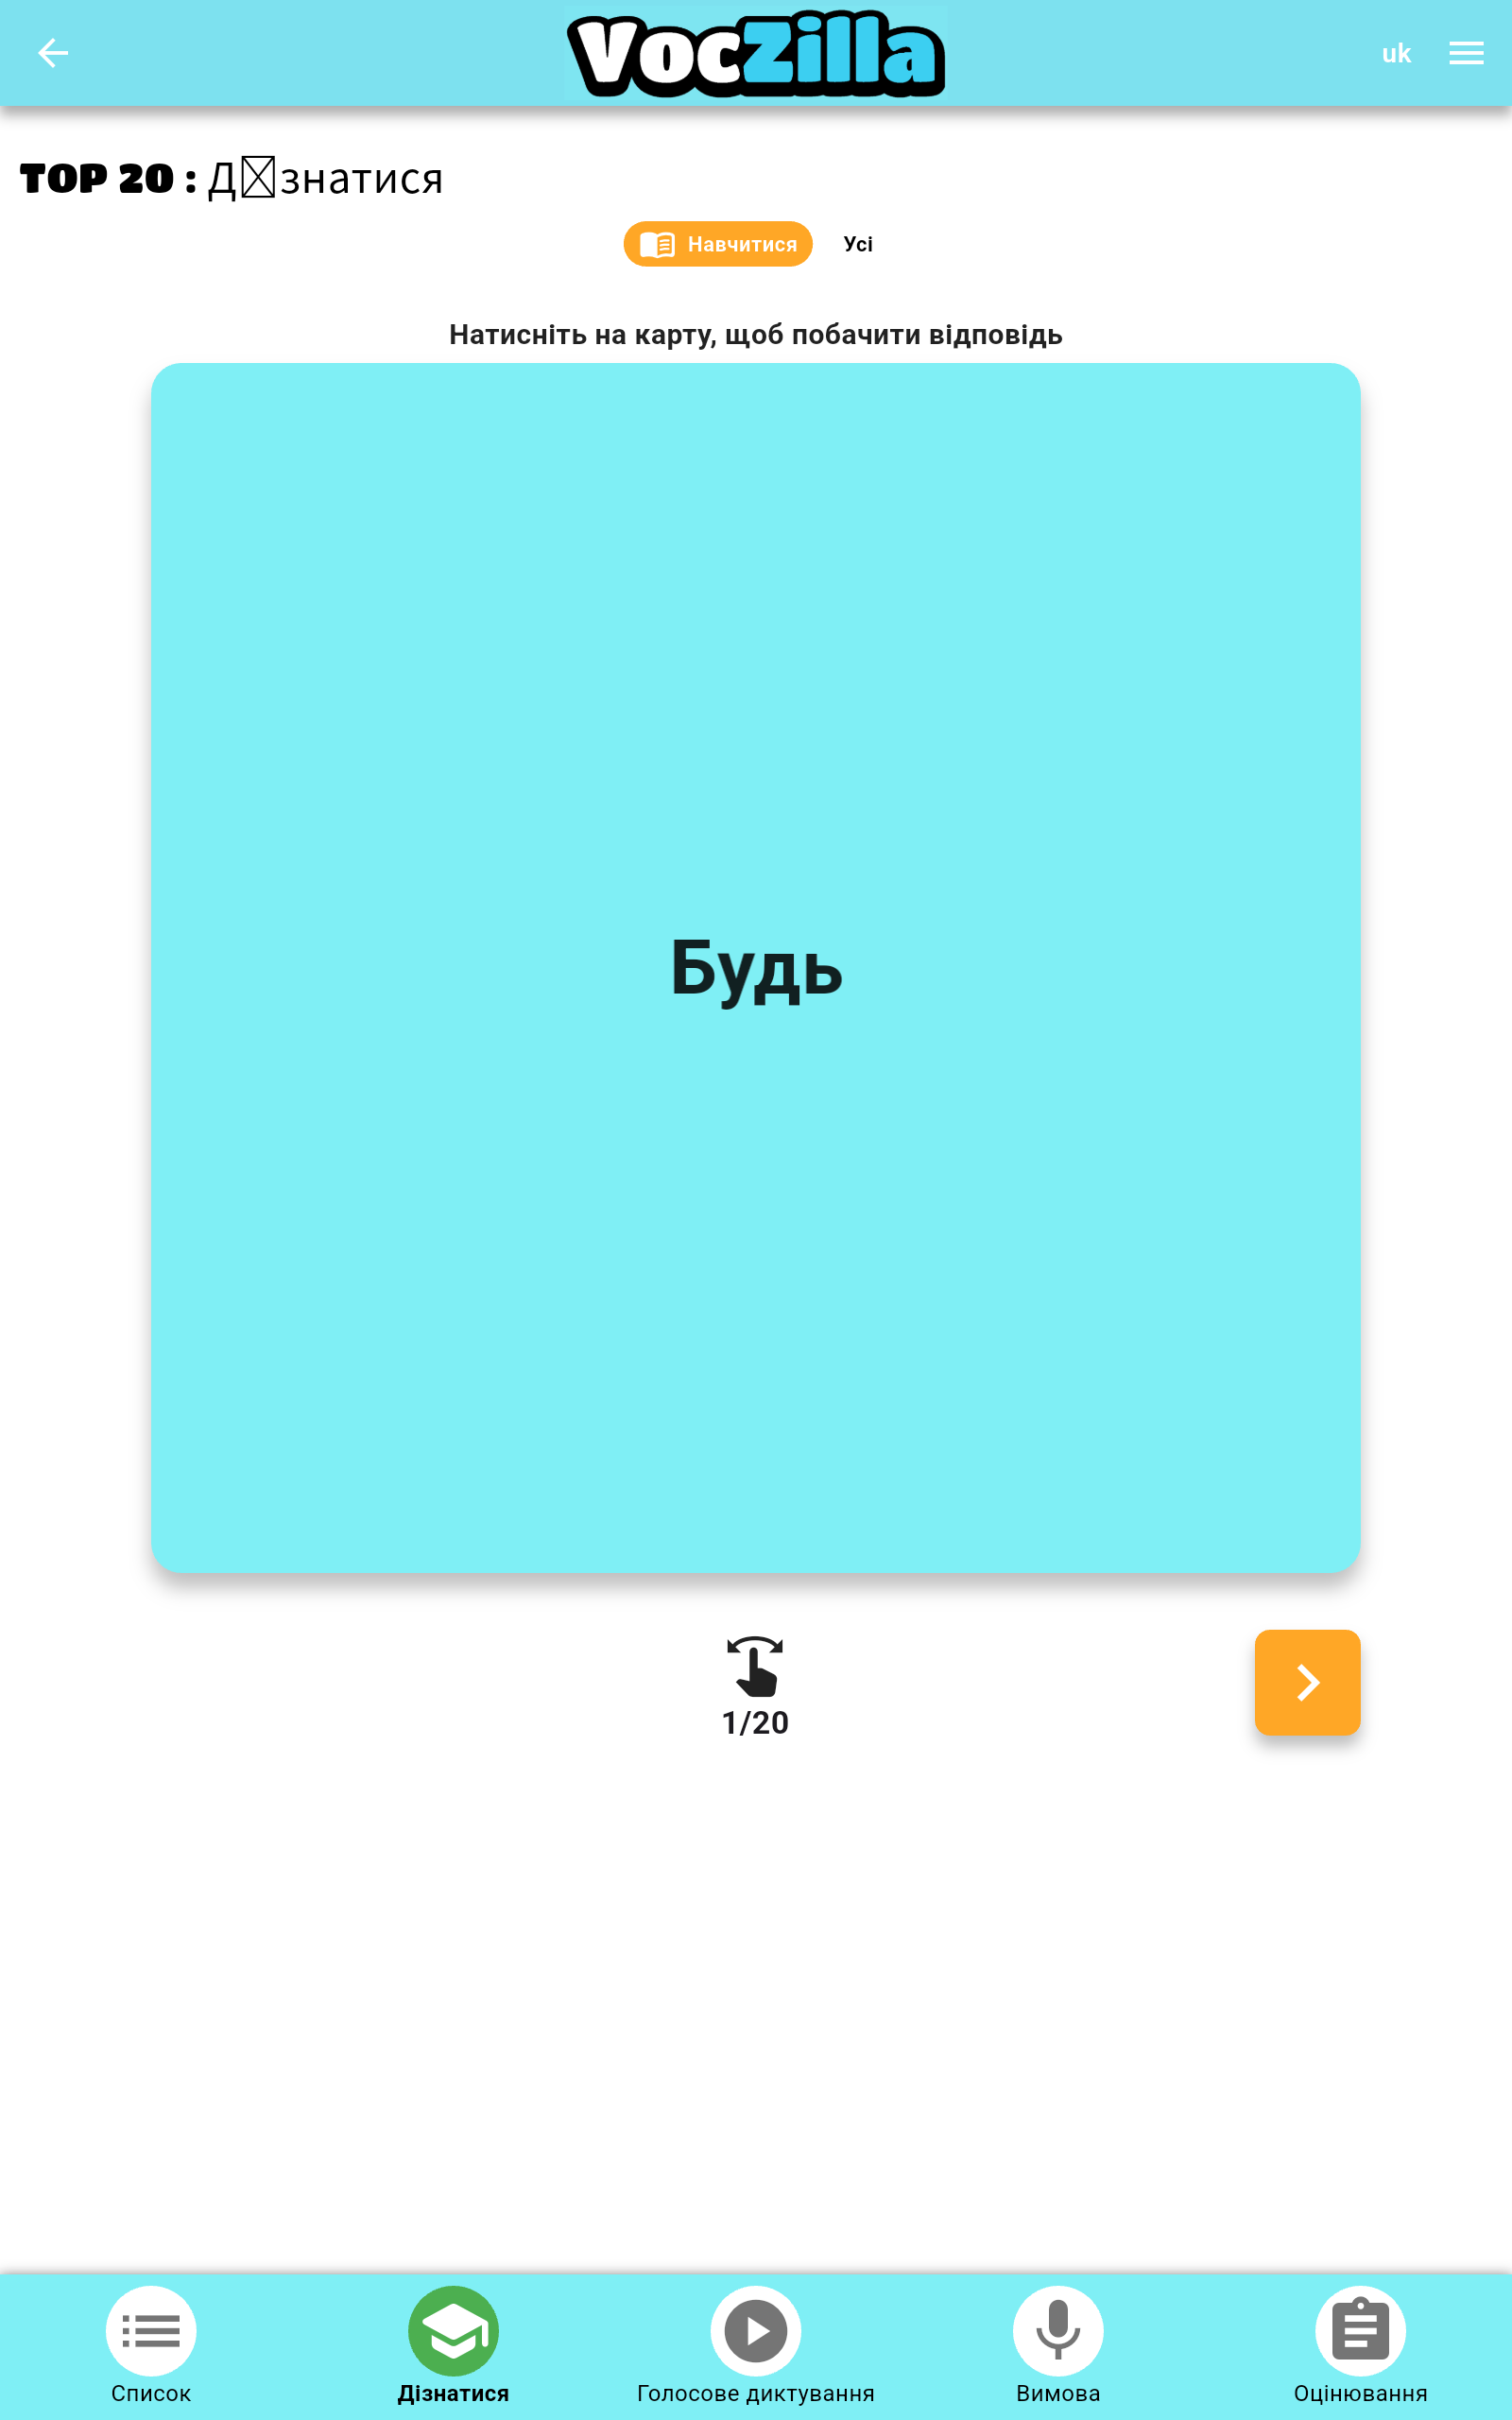 VocZilla
uk
TOP 20 : Д☒знатися
Навчитися
Усі
Натисніть на карту, щоб побачити відповідь
Будь
1/20
Список
Дізнатися
Голосове диктування
Вимова
Оцінювання